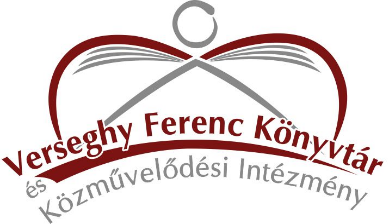 Verseghy Ferenc Könyvtár
és
Közművelődési Intézmény